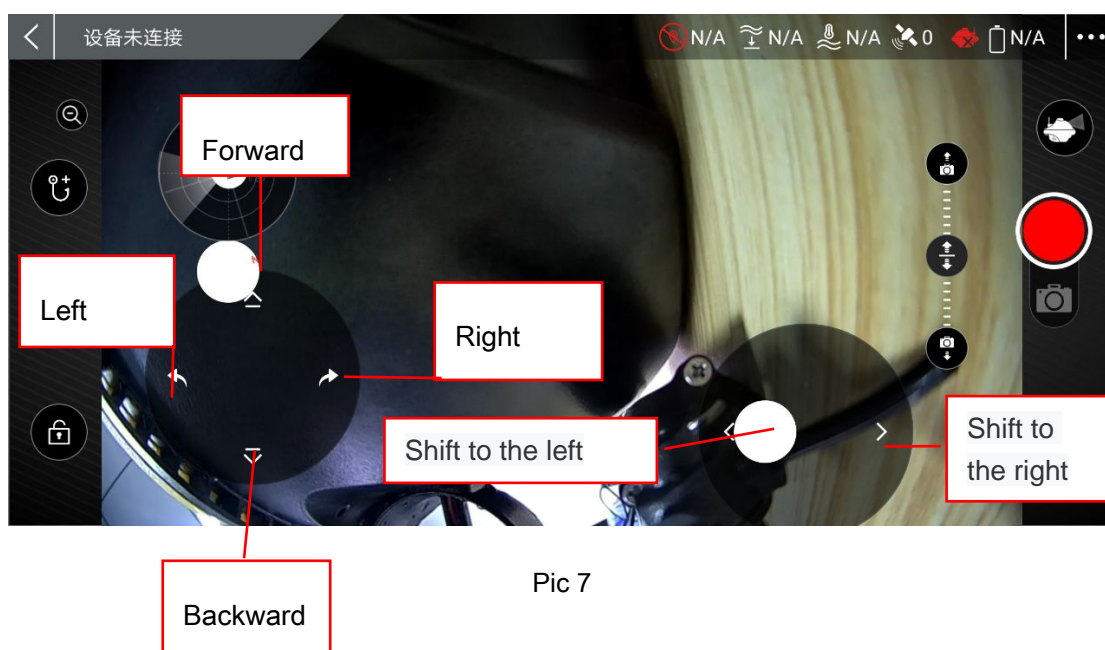 设备未连接
N/A N/A N/A 0 N/A
Forward
Left
Right
Shift to the left
Shift to
the right
Pic 7
Backward